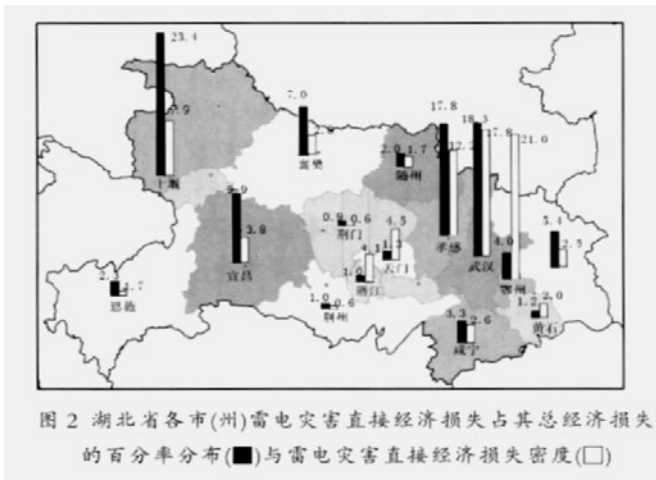 23.4
7.9
十堰
7.0
襄樊
2.0 1.7
随州
17.8
12.2
孝感
18.3
17.8
武汉
21.0
4.0
鄂州
5.4
2.5
9.9
3.8
宜昌
0.9 0.6
荆门
4.5
1.3
天门
4.1
1.0
潜江
1.0 0.6
荆州
1.7
恩施
3.3
2.6
咸宁
1.2 2.0
黄石
图 2 湖北省各市(州)雷电灾害直接经济损失占其总经济损失
的百分率分布(■)与雷电灾害直接经济损失密度(□)